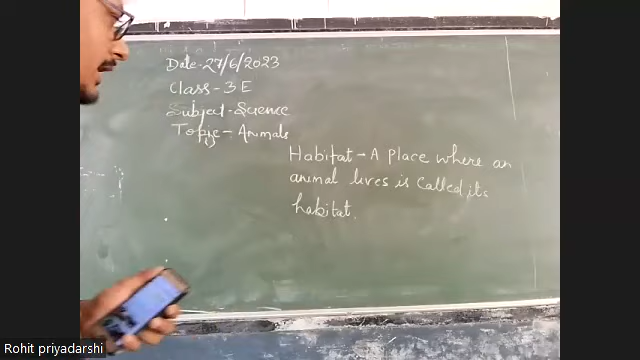 Date-27/6/2023
Class-3 E
Subject-Science
Topic-Animals
Habitat-A place where an
animal lives is called its
habitat.
Rohit priyadarshi